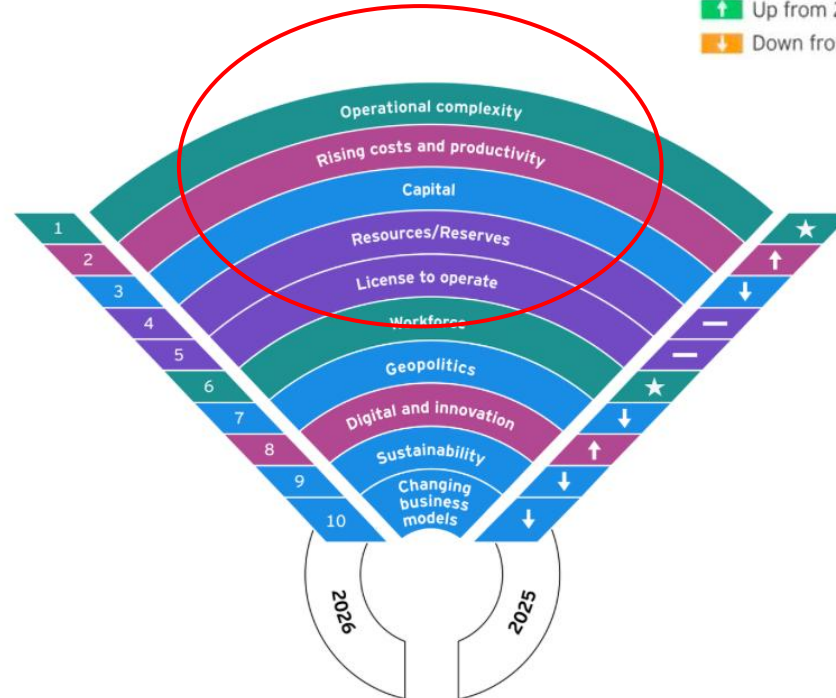 Up from 2
Down fro
Operational complexity
Rising costs and productivity
Capital
Resources/Reserves
License to operate
Workforce
Geopolitics
Digital and innovation
Sustainability
Changing
business
models
1
2
3
4
5
6
7
8
9
10
2026
2025